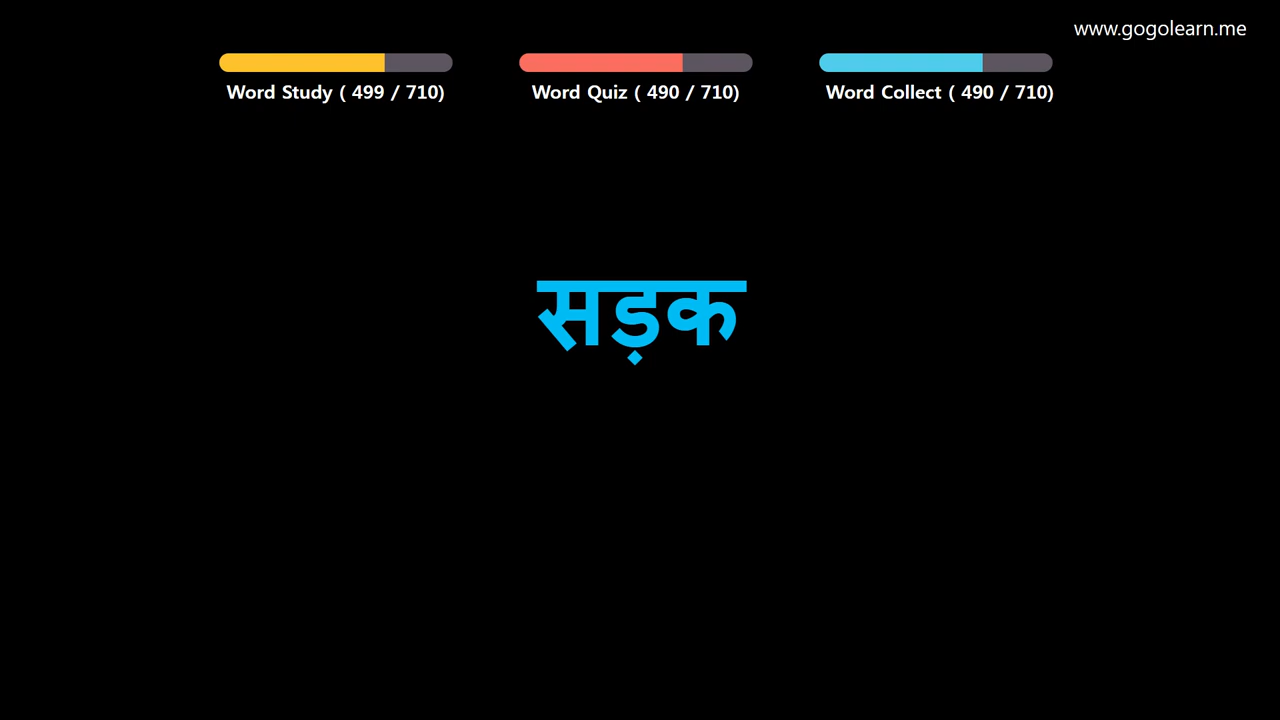 www.gogolearn.me
Word Study ( 499 / 710)
Word Quiz ( 490 / 710)
Word Collect ( 490 / 710)
सड़क